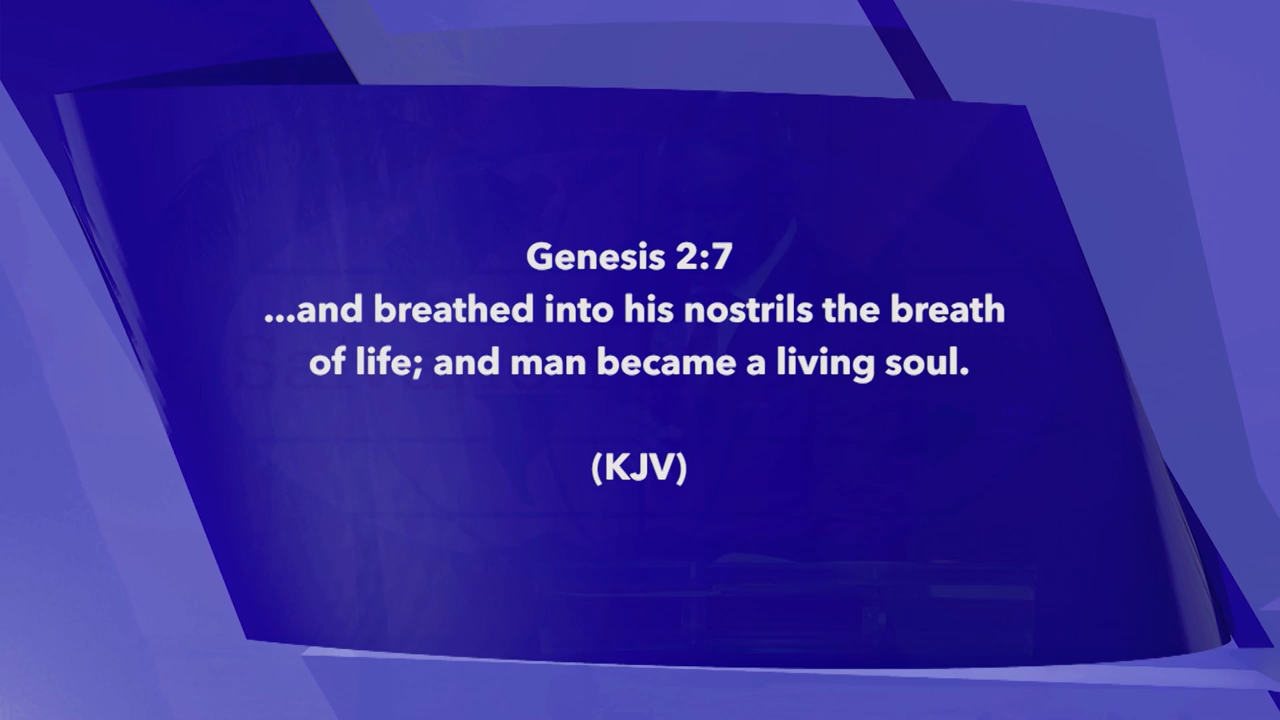 Genesis 2:7
...and breathed into his nostrils the breath
of life; and man became a living soul.
(KJV)